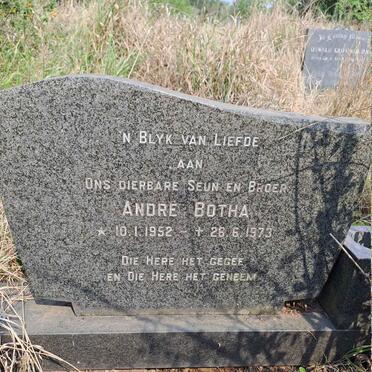 'N BLYK VAN LIEFDE
AAN
ONS DIERBARE SEUN EN BROER
ANDRE BOTHA
* 10.1.1952 – + 28.6.1973
DIE HERE HET GEGEE
EN DIE HERE HET GENEEM